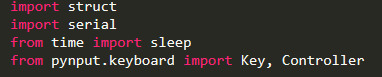 import struct
import serial
from time import sleep
from pynput.keyboard import Key, Controller